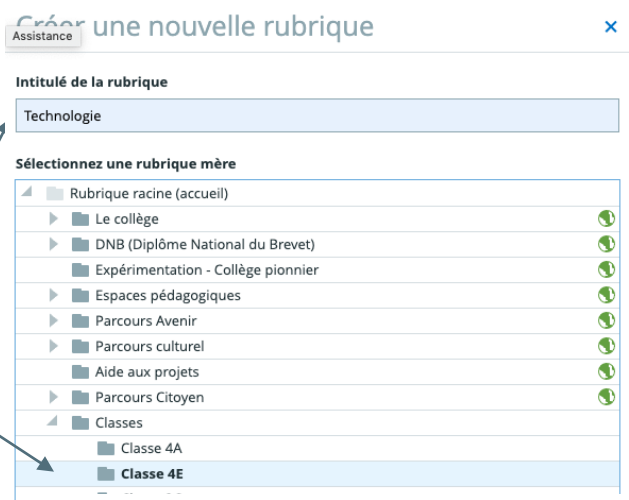 Créer une nouvelle rubrique
Assistance
Intitulé de la rubrique
Technologie
Sélectionnez une rubrique mère
Rubrique racine (accueil)
Le collège
DNB (Diplôme National du Brevet)
Expérimentation - Collège pionnier
Espaces pédagogiques
Parcours Avenir
Parcours culturel
Aide aux projets
Parcours Citoyen
Classes
Classe 4A
Classe 4E